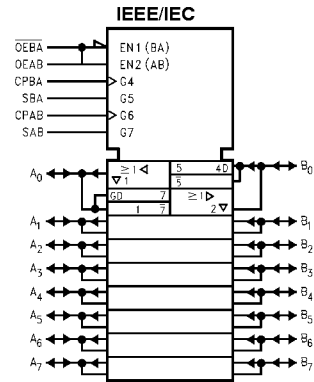 IEEE/IEC
O̅E̅B̅A̅ EN1 (BA)
OEAB EN2 (AB)
CPBA G4
SBA G5
CPAB G6
SAB G7
A0 ≥1 5 4D B0
1 5̅
6D 7 ≥1
1 7̅ 2
A1 B1
A2 B2
A3 B3
A4 B4
A5 B5
A6 B6
A7 B7